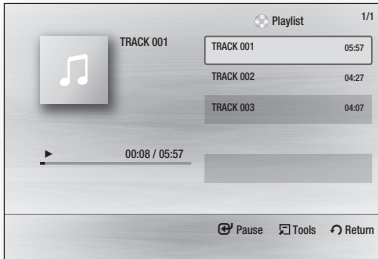 Playlist 1/1
TRACK 001
TRACK 001 05:57
TRACK 002 04:27
TRACK 003 04:07
00:08 / 05:57
Pause Tools Return